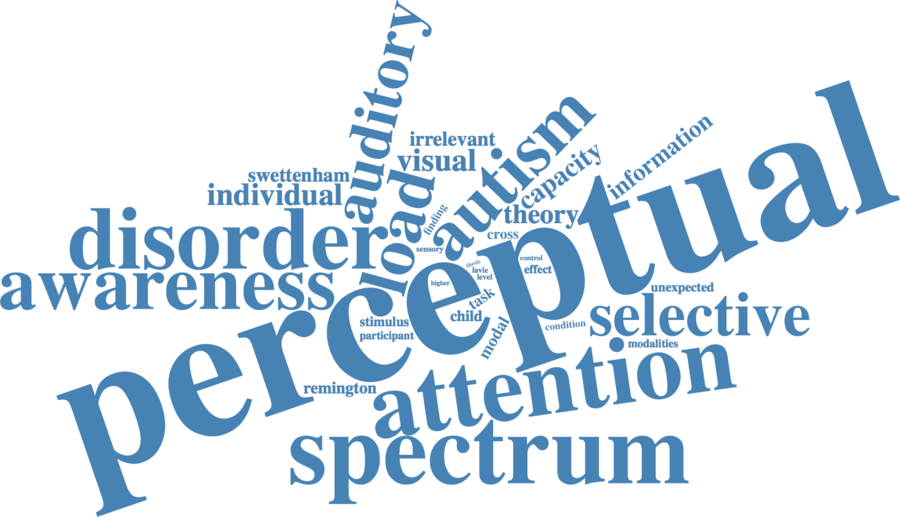 auditory
irrelevant
visual
autism
information
swettenham
individual
capacity
load
finding
theory
disorder
cross
sensory
perceptual
awareness
thesis
lavie
level
control
effect
higher
unexpected
task
selective
child
stimulus
participant
modal
condition
modalities
remington
attention
spectrum